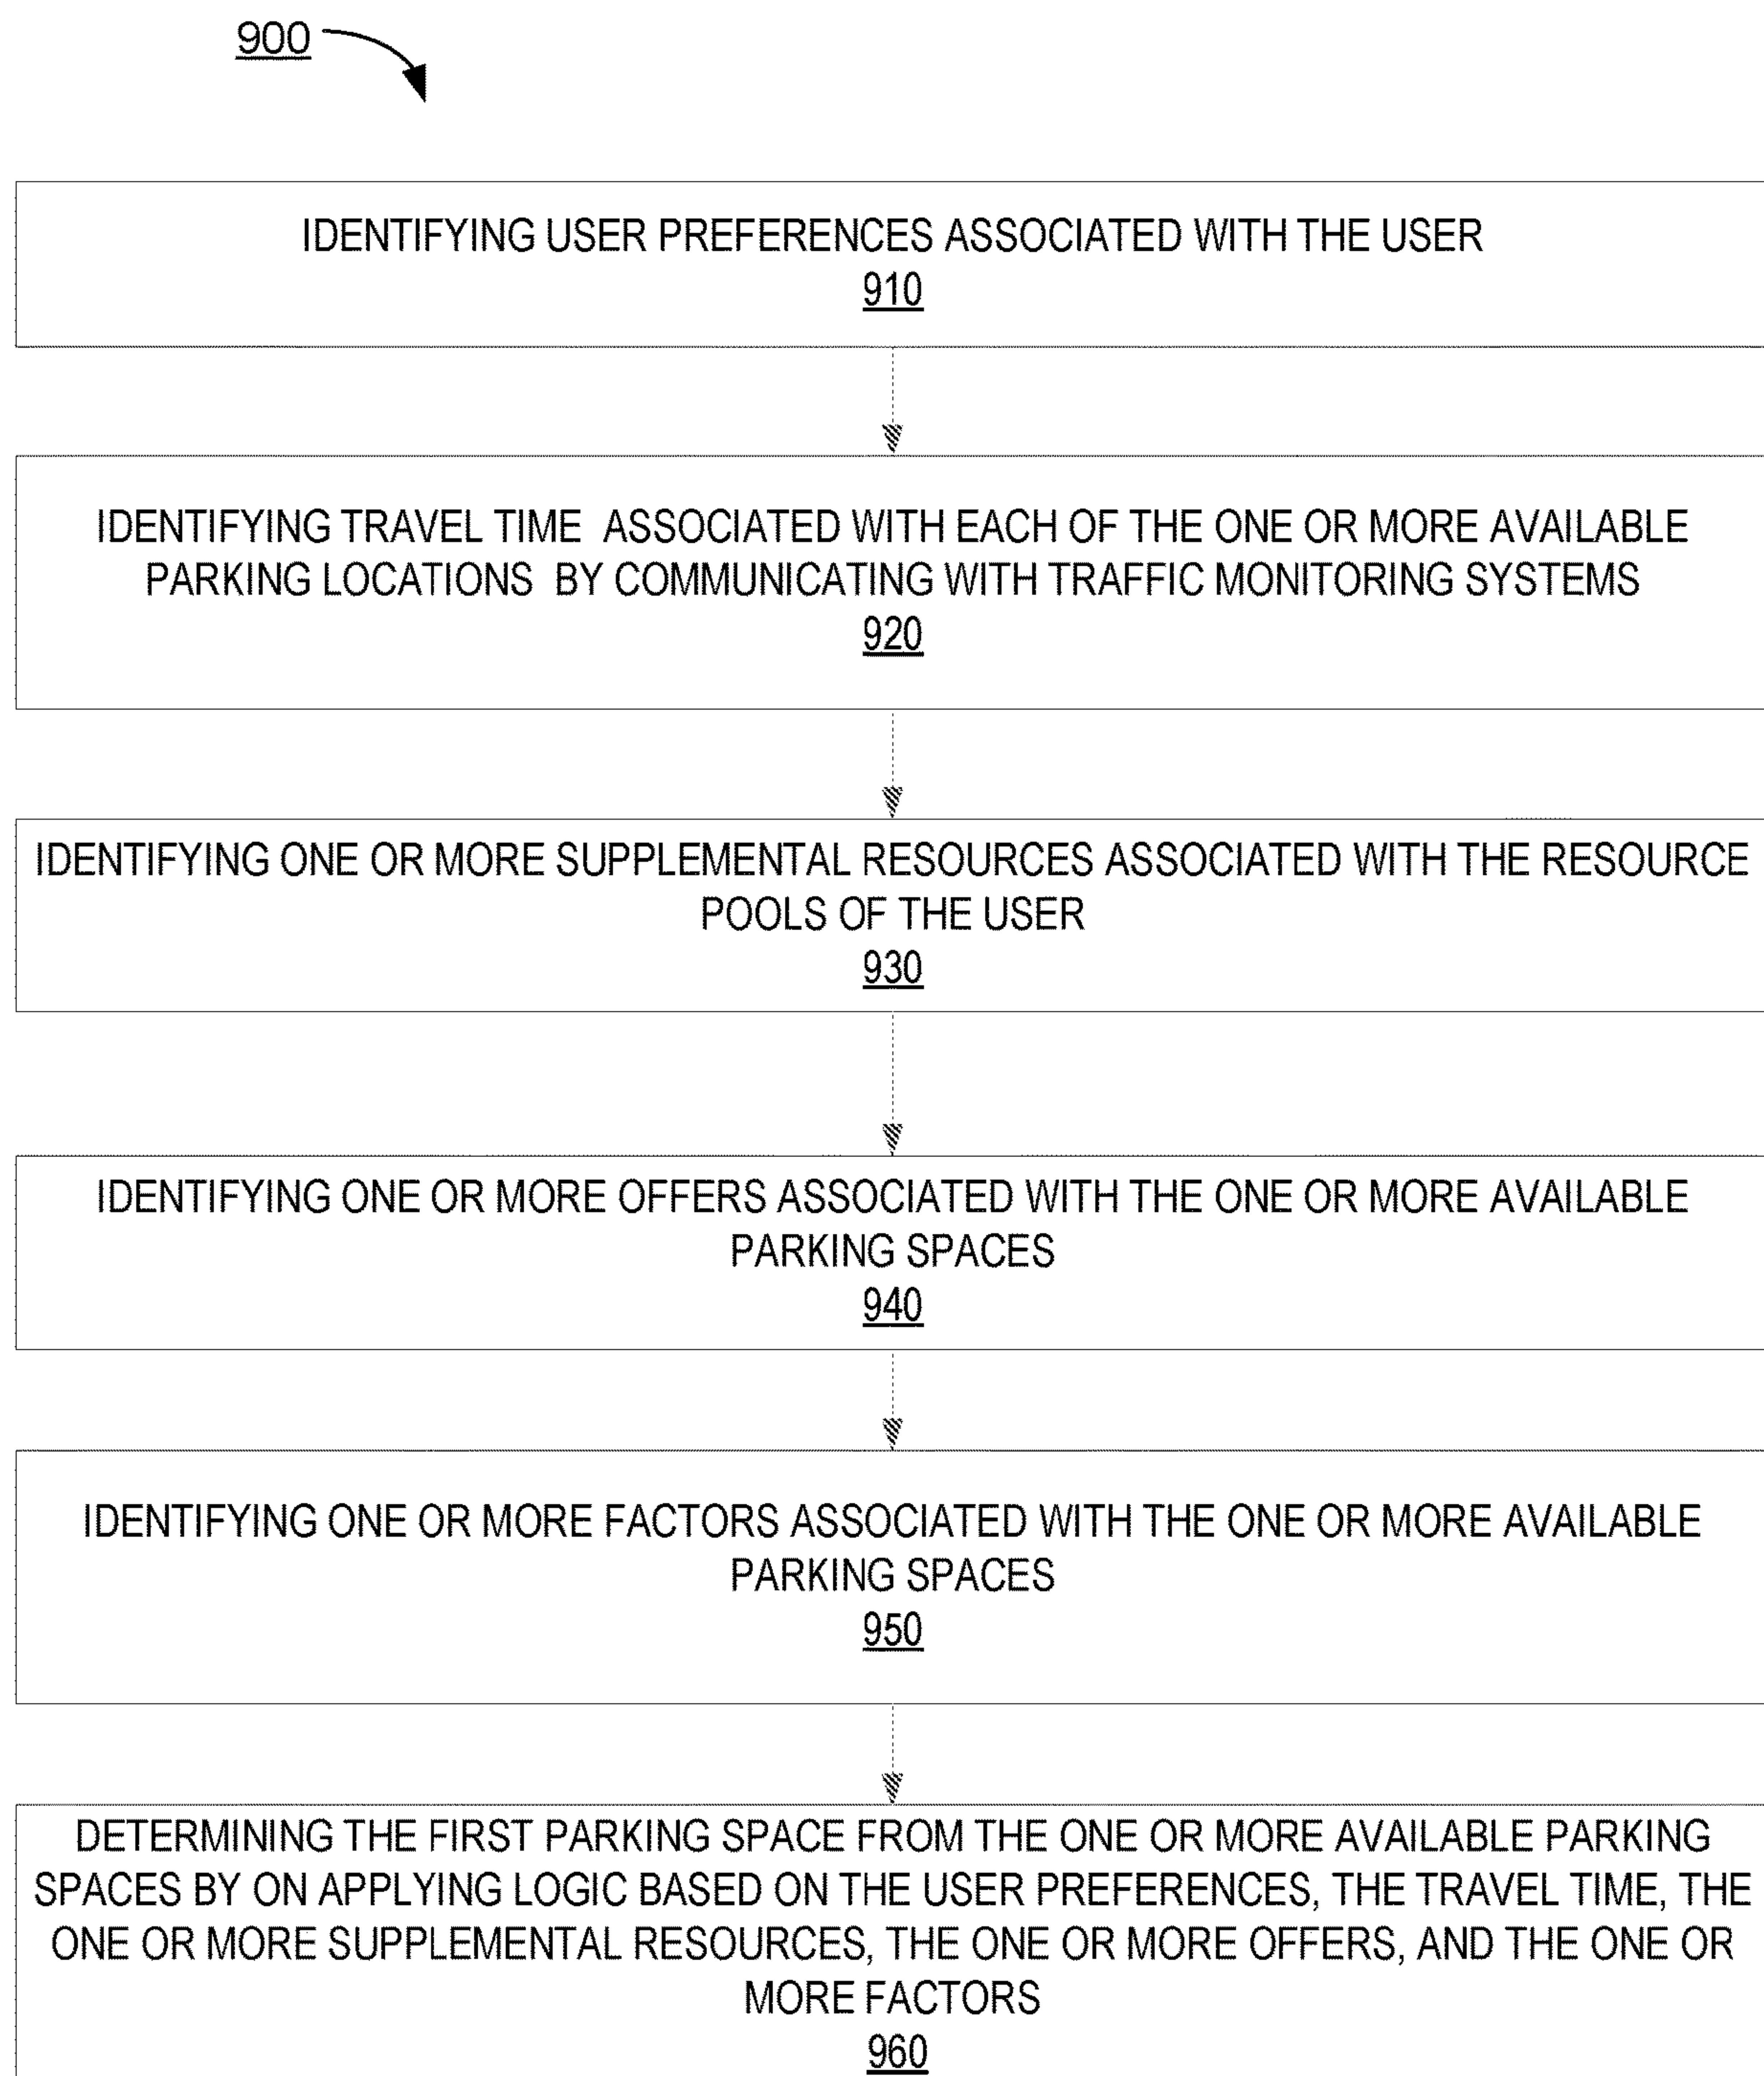 900
IDENTIFYING USER PREFERENCES ASSOCIATED WITH THE USER
910
IDENTIFYING TRAVEL TIME ASSOCIATED WITH EACH OF THE ONE OR MORE AVAILABLE
PARKING LOCATIONS BY COMMUNICATING WITH TRAFFIC MONITORING SYSTEMS
920
IDENTIFYING ONE OR MORE SUPPLEMENTAL RESOURCES ASSOCIATED WITH THE RESOURCE
POOLS OF THE USER
930
IDENTIFYING ONE OR MORE OFFERS ASSOCIATED WITH THE ONE OR MORE AVAILABLE
PARKING SPACES
940
IDENTIFYING ONE OR MORE FACTORS ASSOCIATED WITH THE ONE OR MORE AVAILABLE
PARKING SPACES
950
DETERMINING THE FIRST PARKING SPACE FROM THE ONE OR MORE AVAILABLE PARKING
SPACES BY ON APPLYING LOGIC BASED ON THE USER PREFERENCES, THE TRAVEL TIME, THE
ONE OR MORE SUPPLEMENTAL RESOURCES, THE ONE OR MORE OFFERS, AND THE ONE OR
MORE FACTORS
960